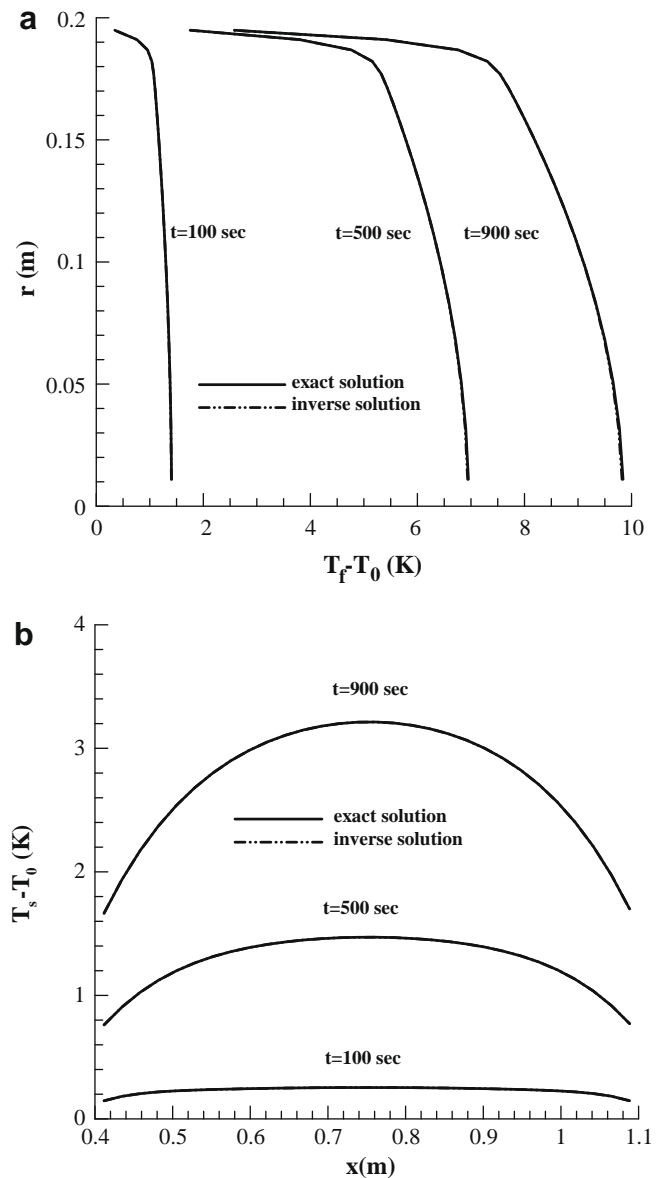 a
0.2
0.15
0.1
0.05
0
r (m)
t=100 sec
t=500 sec
t=900 sec
exact solution
inverse solution
0
2
4
6
8
10
T_f-T_0 (K)
b
4
3
2
1
0
T_s-T_0 (K)
t=900 sec
exact solution
inverse solution
t=500 sec
t=100 sec
0.4
0.5
0.6
0.7
0.8
0.9
1
1.1
x(m)